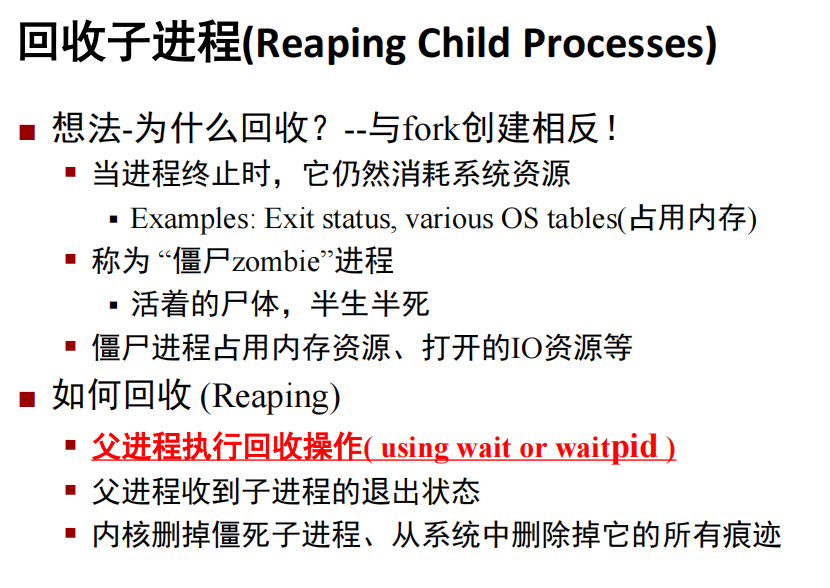 回收子进程(Reaping Child Processes)
想法-为什么回收？--与fork创建相反！
当进程终止时，它仍然消耗系统资源
Examples: Exit status, various OS tables(占用内存)
称为 “僵尸zombie”进程
活着的尸体，半生半死
僵尸进程占用内存资源、打开的IO资源等
如何回收 (Reaping)
父进程执行回收操作( using wait or waitpid )
父进程收到子进程的退出状态
内核删掉僵死子进程、从系统中删除掉它的所有痕迹